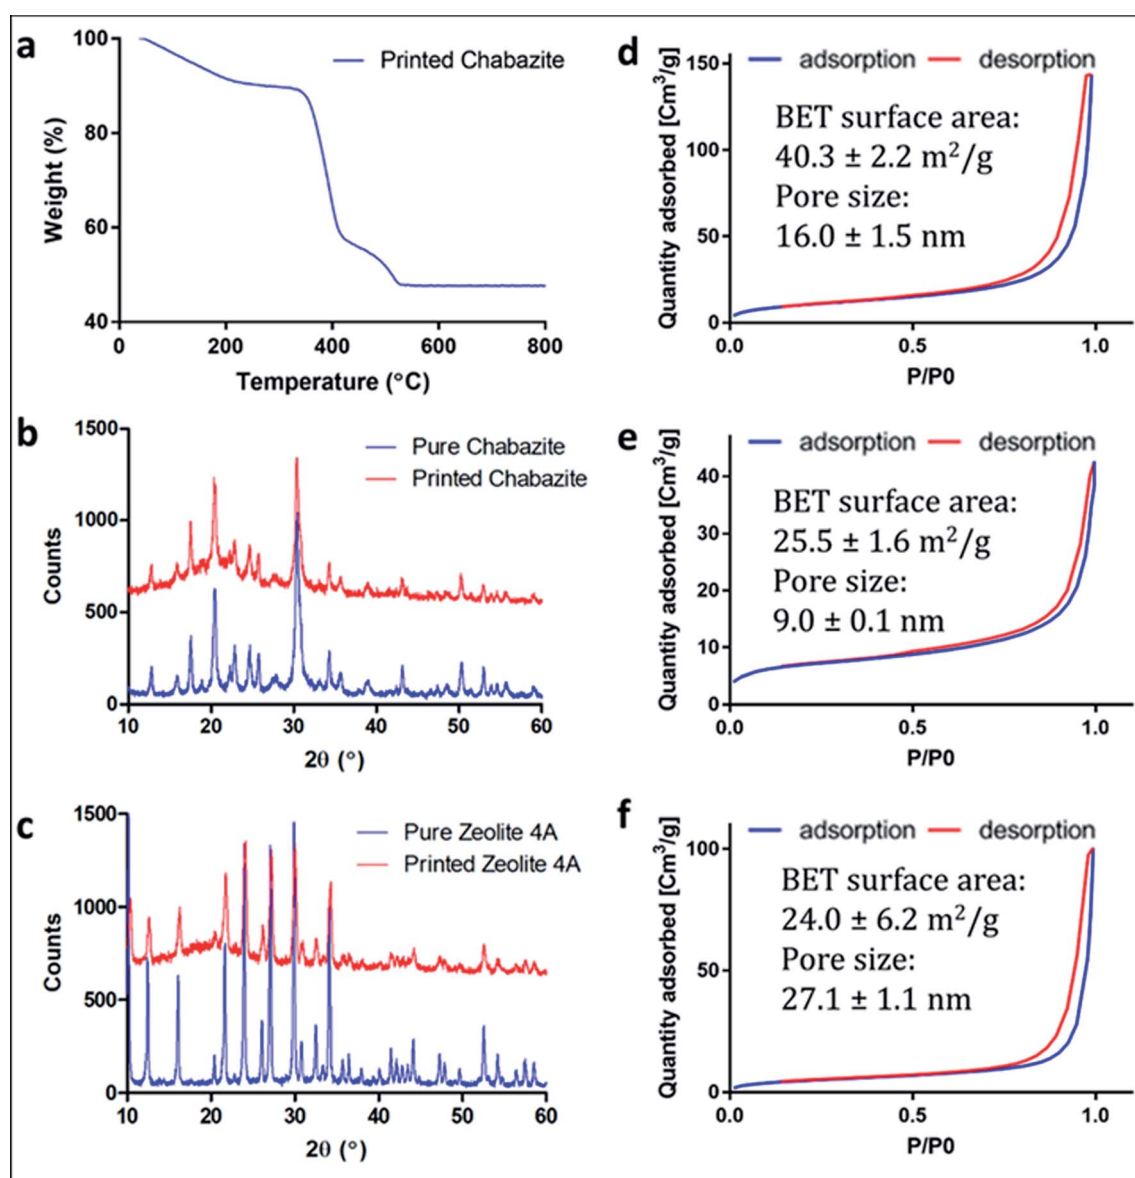 a
Printed Chabazite
100
80
60
40
Weight (%)
0
200
400
600
800
Temperature (°C)
b
Pure Chabazite
Printed Chabazite
1500
1000
500
0
Counts
10
20
30
40
50
60
2θ (°)
c
Pure Zeolite 4A
Printed Zeolite 4A
1500
1000
500
0
Counts
10
20
30
40
50
60
2θ (°)
d
adsorption
desorption
BET surface area:
40.3 ± 2.2 m²/g
Pore size:
16.0 ± 1.5 nm
150
100
50
0
Quantity adsorbed [Cm³/g]
0.0
0.5
1.0
P/P0
e
adsorption
desorption
BET surface area:
25.5 ± 1.6 m²/g
Pore size:
9.0 ± 0.1 nm
40
30
20
10
0
Quantity adsorbed [Cm³/g]
0.0
0.5
1.0
P/P0
f
adsorption
desorption
BET surface area:
24.0 ± 6.2 m²/g
Pore size:
27.1 ± 1.1 nm
100
50
0
Quantity adsorbed [Cm³/g]
0.0
0.5
1.0
P/P0